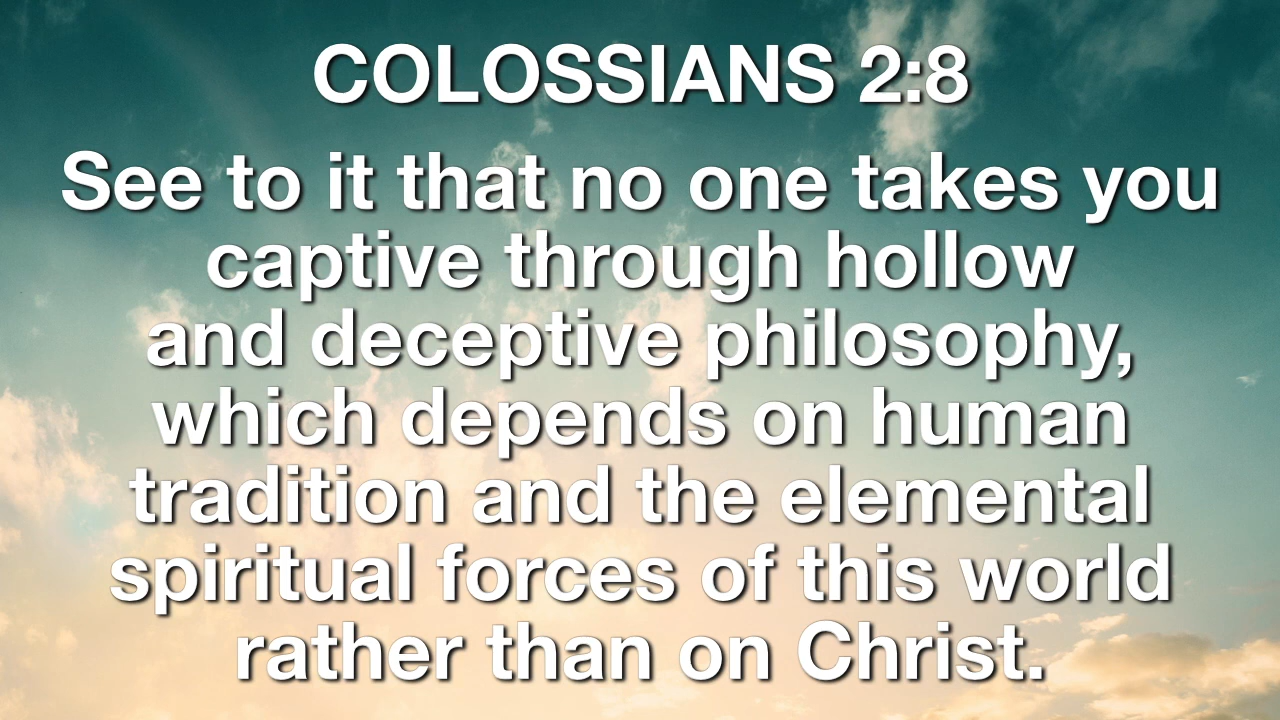 COLOSSIANS 2:8
See to it that no one takes you
captive through hollow
and deceptive philosophy,
which depends on human
tradition and the elemental
spiritual forces of this world
rather than on Christ.